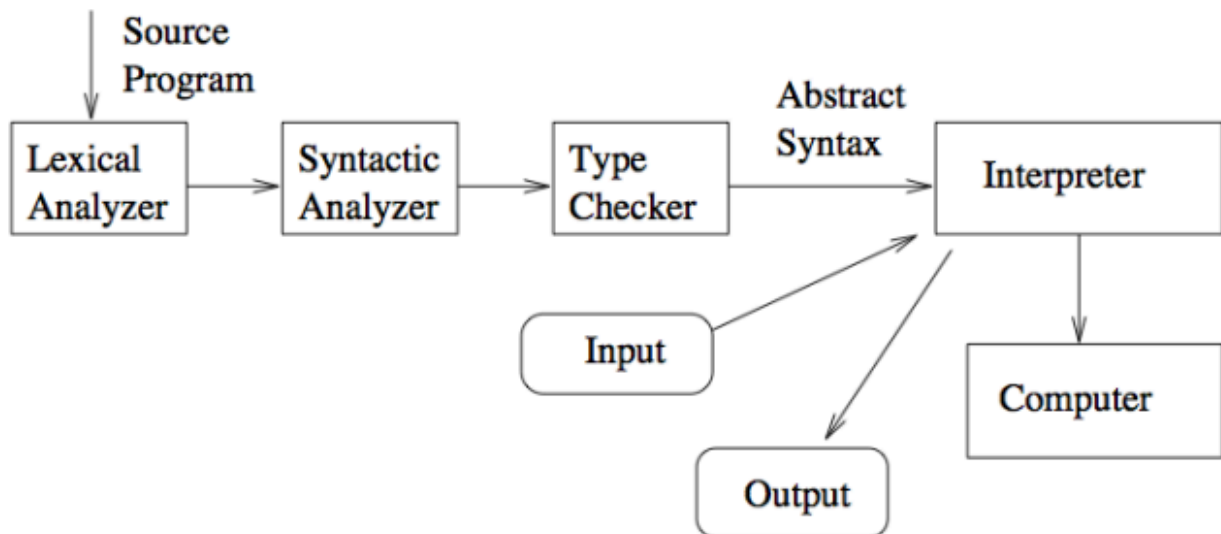 Source
Program
Lexical
Analyzer
Syntactic
Analyzer
Type
Checker
Abstract
Syntax
Interpreter
Input
Computer
Output